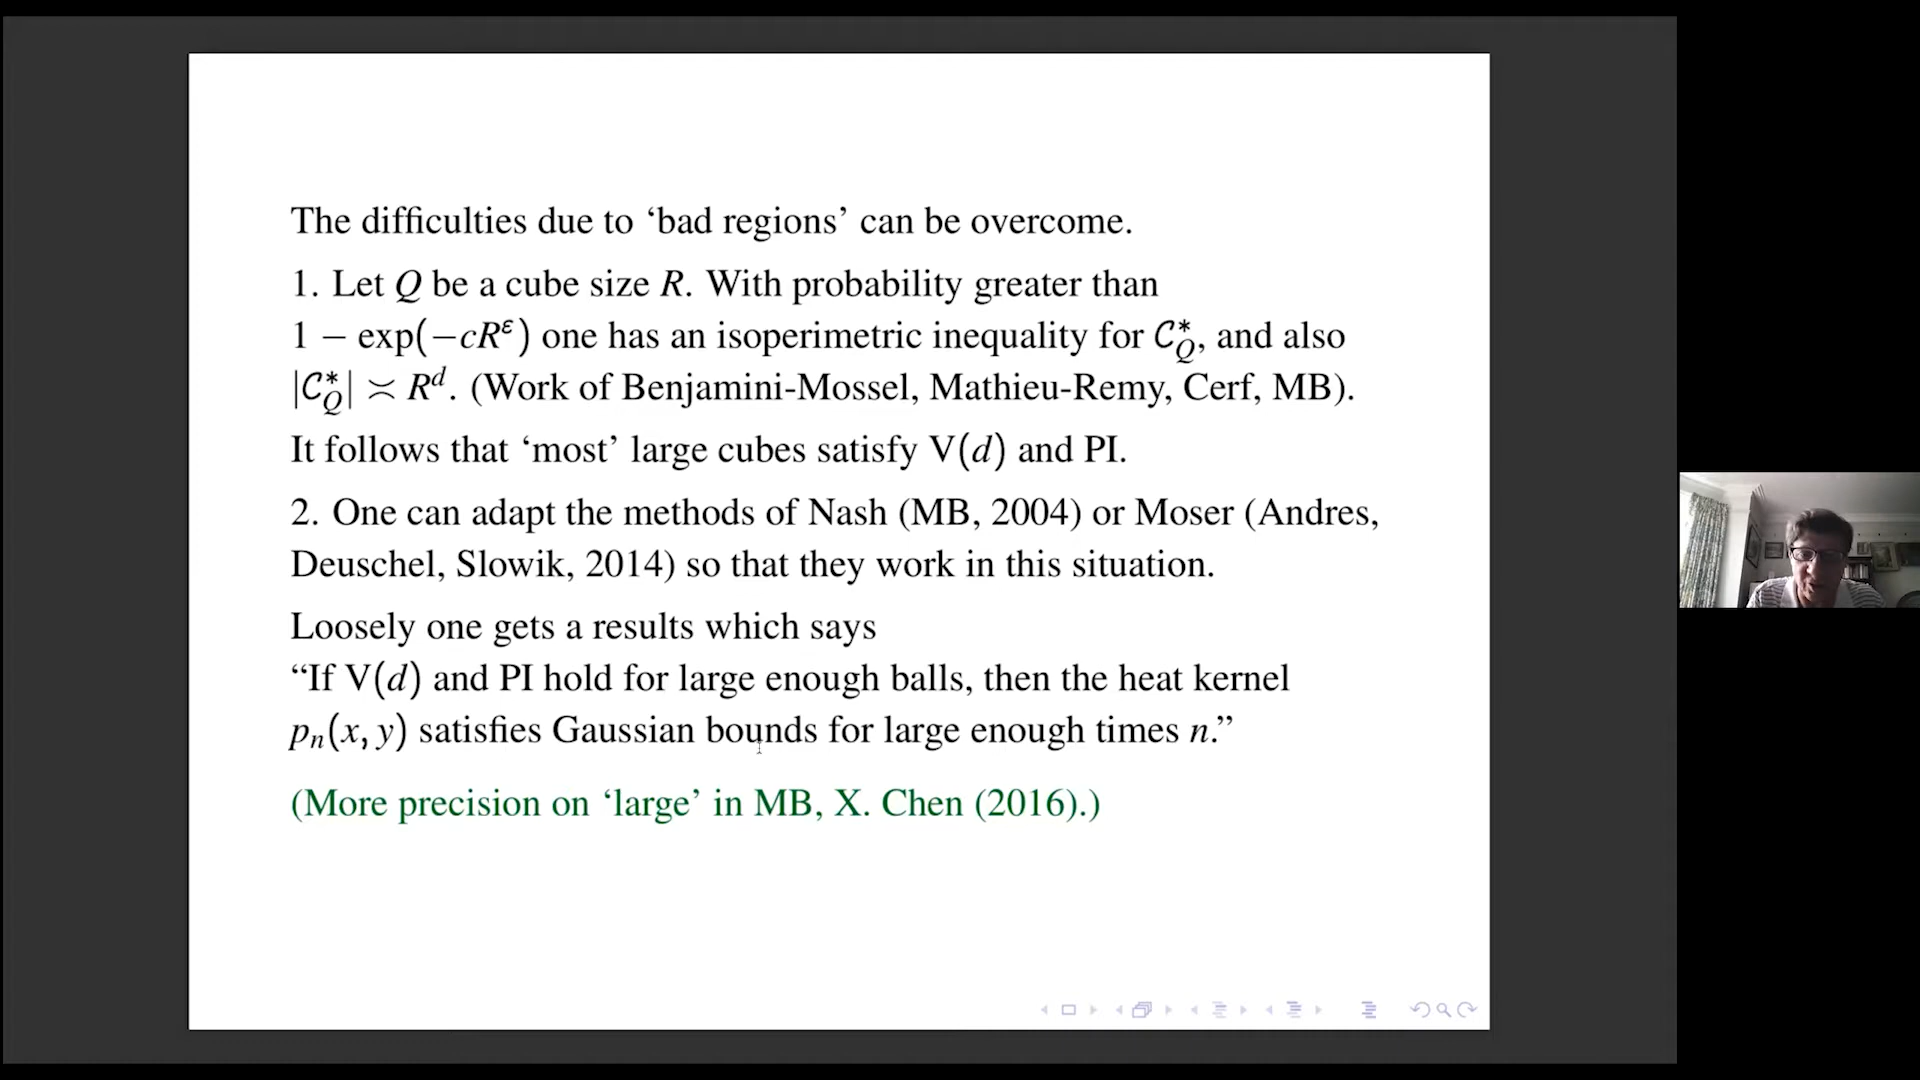 The difficulties due to ‘bad regions’ can be overcome.
1. Let Q be a cube size R. With probability greater than
1 − exp(−cR^ε) one has an isoperimetric inequality for C*_Q, and also
|C*_Q| ≍ R^d. (Work of Benjamini-Mossel, Mathieu-Remy, Cerf, MB).
It follows that ‘most’ large cubes satisfy V(d) and PI.
2. One can adapt the methods of Nash (MB, 2004) or Moser (Andres,
Deuschel, Slowik, 2014) so that they work in this situation.
Loosely one gets a results which says
“If V(d) and PI hold for large enough balls, then the heat kernel
p_n(x, y) satisfies Gaussian bounds for large enough times n.”
(More precision on ‘large’ in MB, X. Chen (2016).)